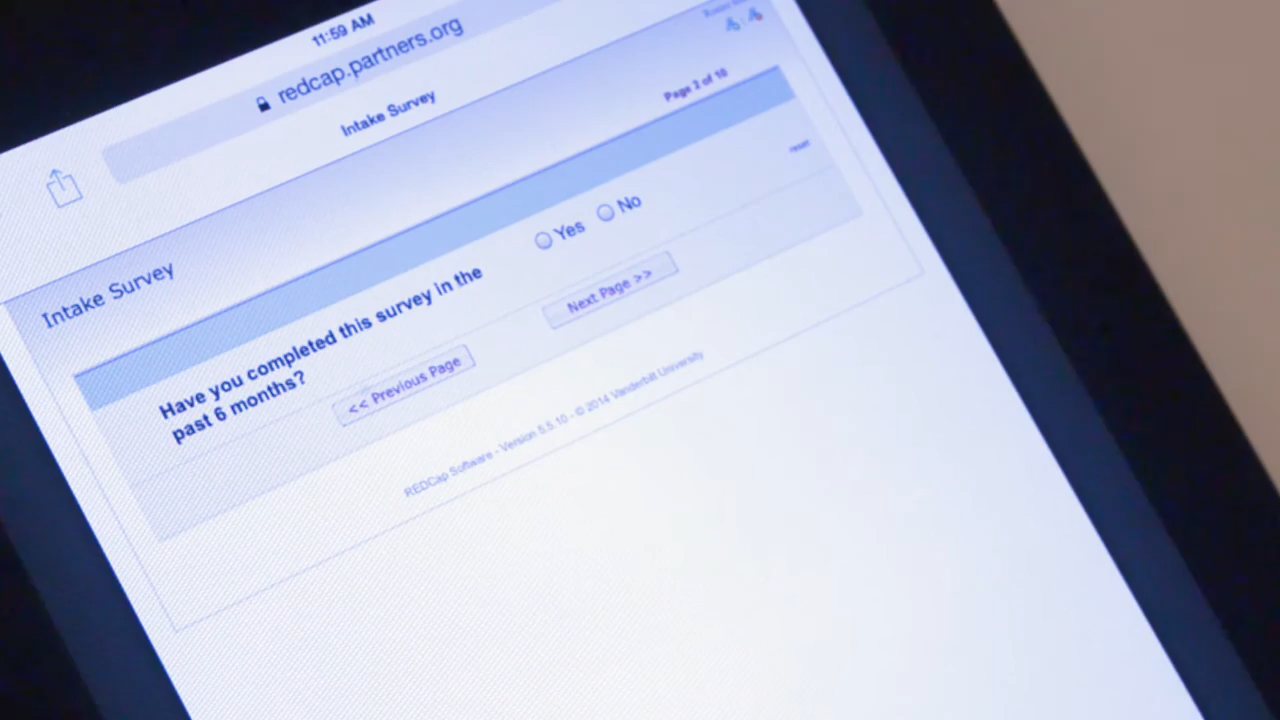 11:59 AM
redcap.partners.org
Intake Survey
Intake Survey
Page 2 of 10
Have you completed this survey in the
past 6 months?
Yes No
reset
<< Previous Page
Next Page >>
REDCap Software - Version 5.5.10 - © 2014 Vanderbilt University